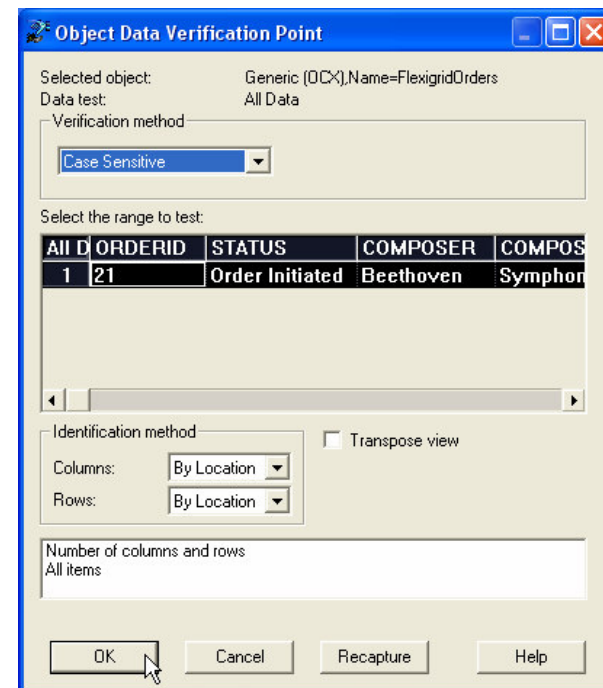 Object Data Verification Point
Selected object: Generic (OCX),Name=FlexigridOrders
Data test: All Data
Verification method
Case Sensitive
Select the range to test:
All D ORDERID STATUS COMPOSER COMPOS
1 21 Order Initiated Beethoven Symphon
Identification method
Transpose view
Columns: By Location
Rows: By Location
Number of columns and rows
All items
OK Cancel Recapture Help